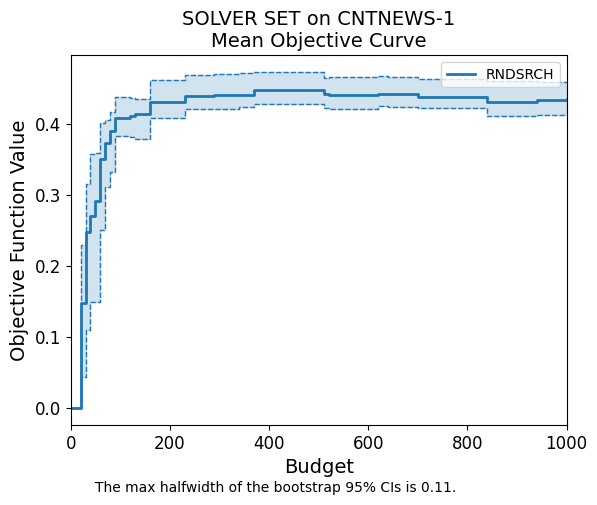 SOLVER SET on CNTNEWS-1
Mean Objective Curve
RNDSRCH
Objective Function Value
0.4
0.3
0.2
0.1
0.0
0 200 400 600 800 1000
Budget
The max halfwidth of the bootstrap 95% CIs is 0.11.